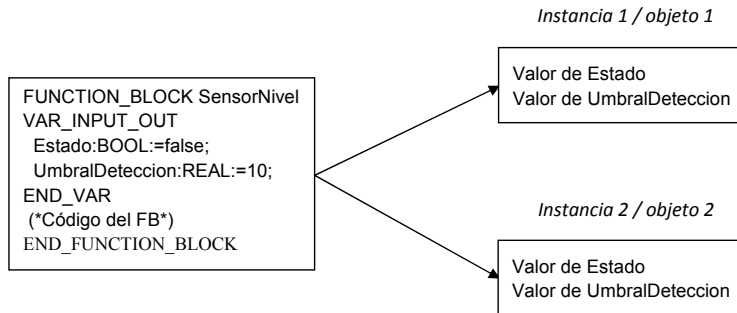 Instancia 1 / objeto 1
Valor de Estado
Valor de UmbralDeteccion
FUNCTION_BLOCK SensorNivel
VAR_INPUT_OUT
Estado:BOOL:=false;
UmbralDeteccion:REAL:=10;
END_VAR
(*Código del FB*)
END_FUNCTION_BLOCK
Instancia 2 / objeto 2
Valor de Estado
Valor de UmbralDeteccion